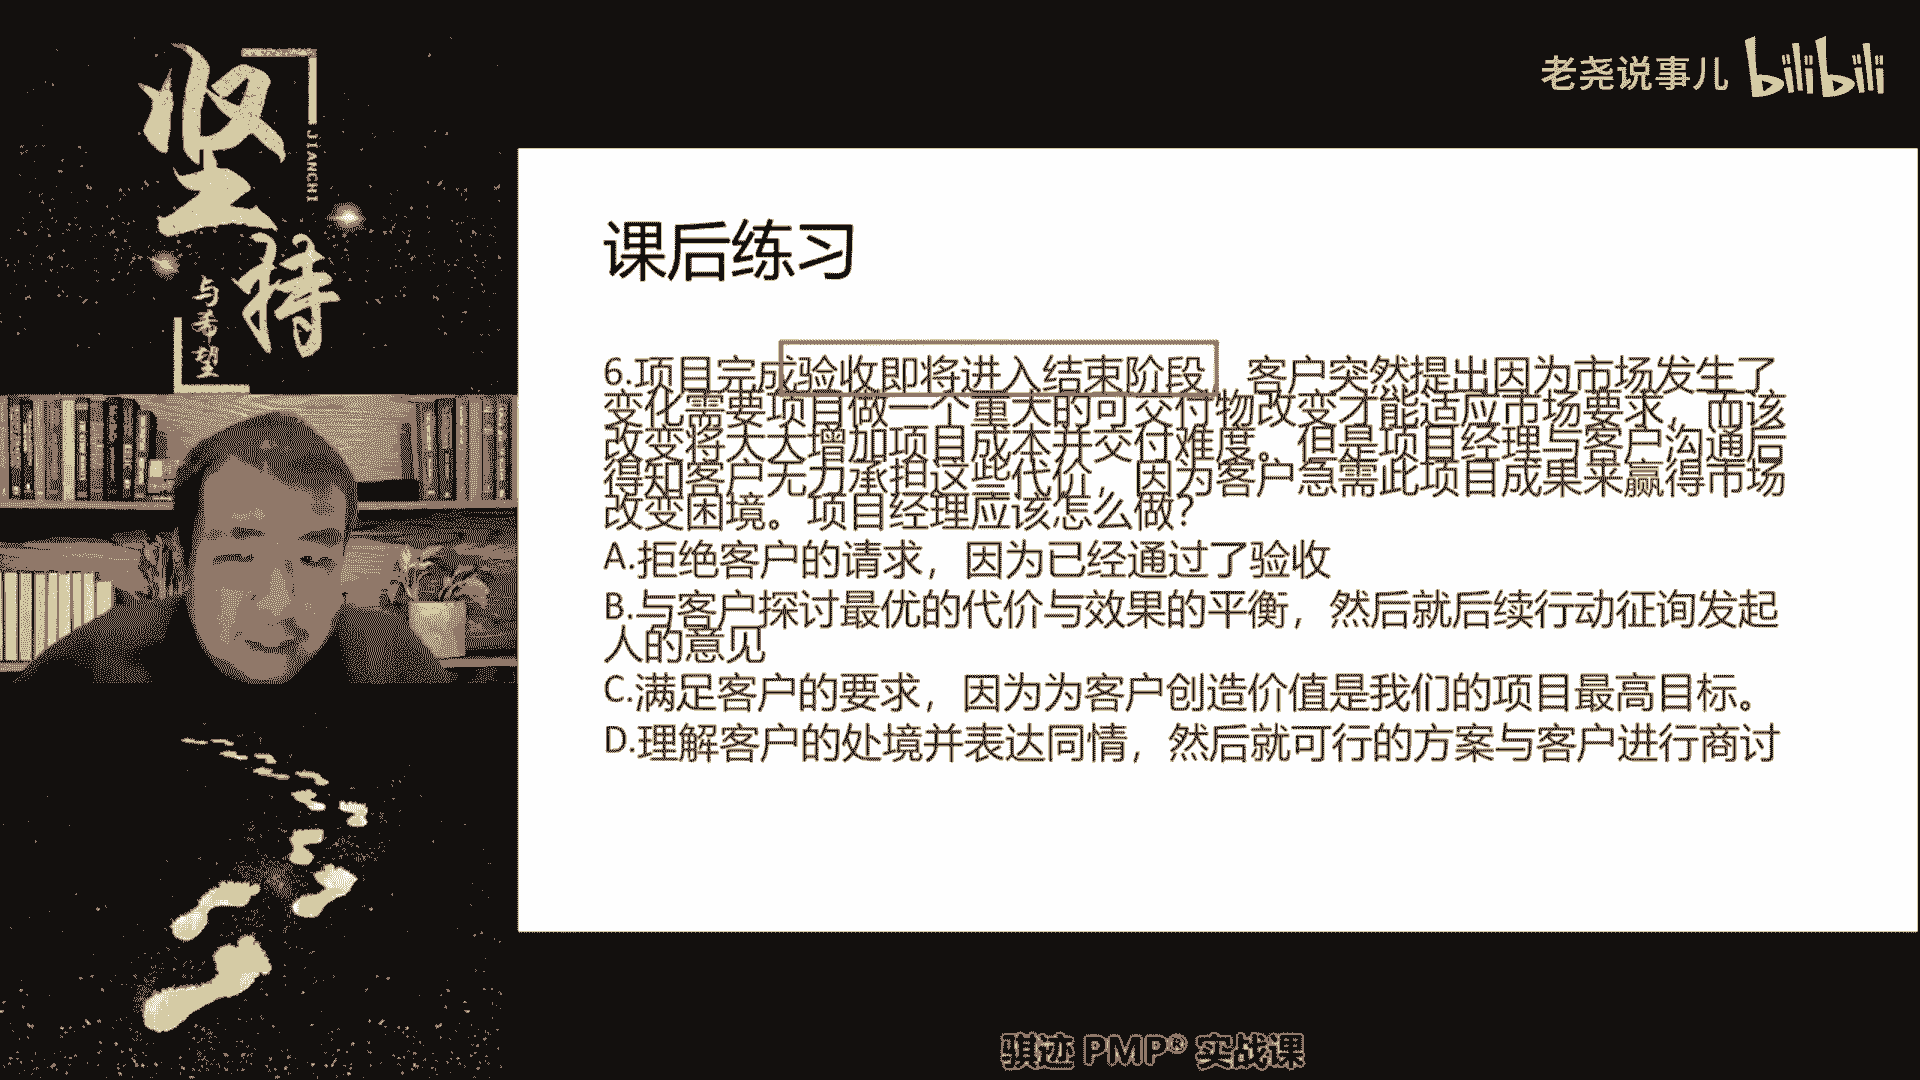 坚持
JIANCHI
与希望
老尧说事儿 bilibili
课后练习
6.项目完成验收即将进入结束阶段，客户突然提出因为市场发生了
变化需要项目做一个重大的可交付物改变才能适应市场要求，而该
改变将大大增加项目成本并交付难度。但是项目经理与客户沟通后
得知客户无力承担这些代价，因为客户急需此项目成果来赢得市场
改变困境。项目经理应该怎么做？
A.拒绝客户的请求，因为已经通过了验收
B.与客户探讨最优的代价与效果的平衡，然后就后续行动征询发起
人的意见
C.满足客户的要求，因为为客户创造价值是我们的项目最高目标。
D.理解客户的处境并表达同情，然后就可行的方案与客户进行商讨
骐迹 PMP® 实战课